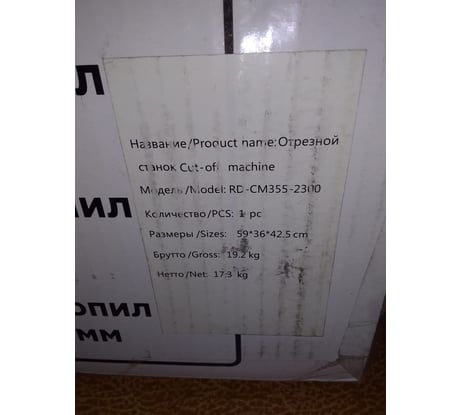 Л
Название/Product name:Отрезной
станок Cut-off machine
Модель/Model: RD-CM355-2300
ИЛ
Количество/PCS: 1 pc
Размеры/Sizes: 59*36*42.5 cm
Брутто/Gross: 19.2 kg
Нетто/Net: 17.3 kg
ОПИЛ
ММ